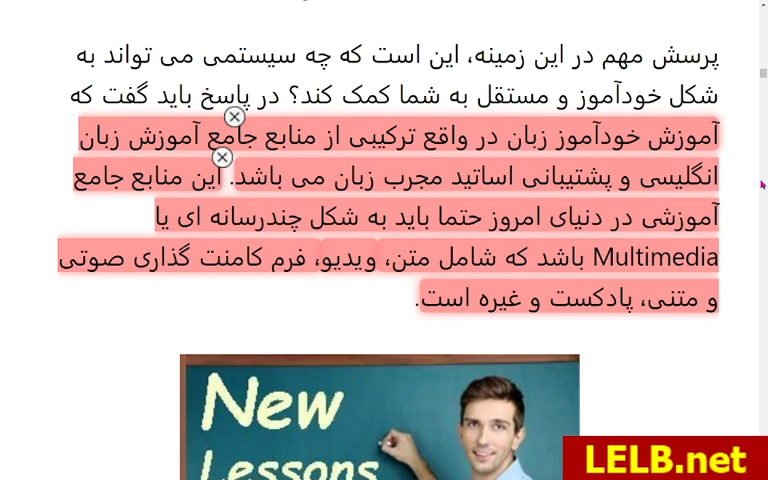 پرسش مهم در این زمینه، این است که چه سیستمی می تواند به
شکل خودآموز و مستقل به شما کمک کند؟ در پاسخ باید گفت که
آموزش خودآموز زبان در واقع ترکیبی از منابع جامع آموزش زبان
انگلیسی و پشتیبانی اساتید مجرب زبان می باشد. این منابع جامع
آموزشی در دنیای امروز حتما باید به شکل چندرسانه ای یا
Multimedia باشد که شامل متن، ویدیو، فرم کامنت گذاری صوتی
و متنی، پادکست و غیره است.
New
Lessons
LELB.net